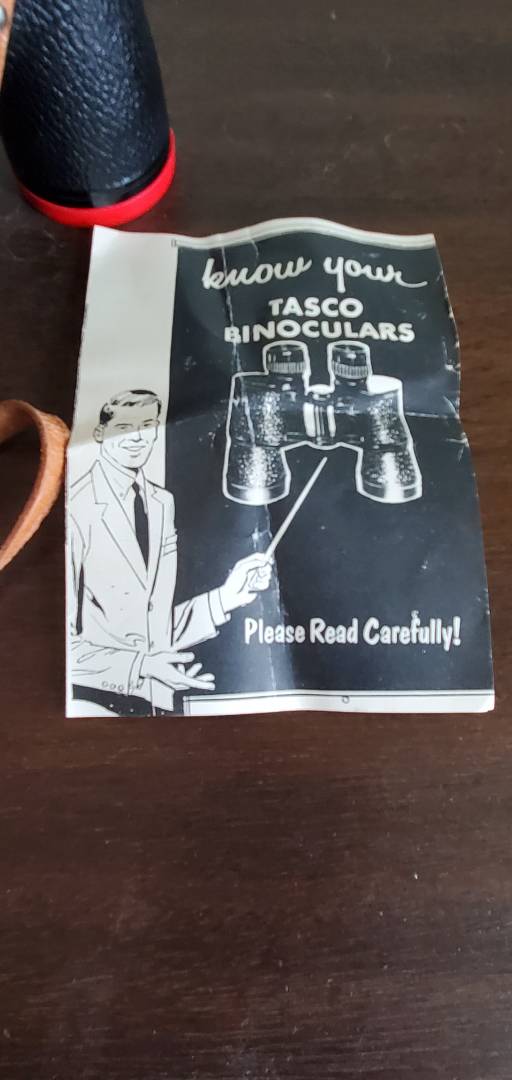 know your
TASCO
BINOCULARS
Please Read Carefully!